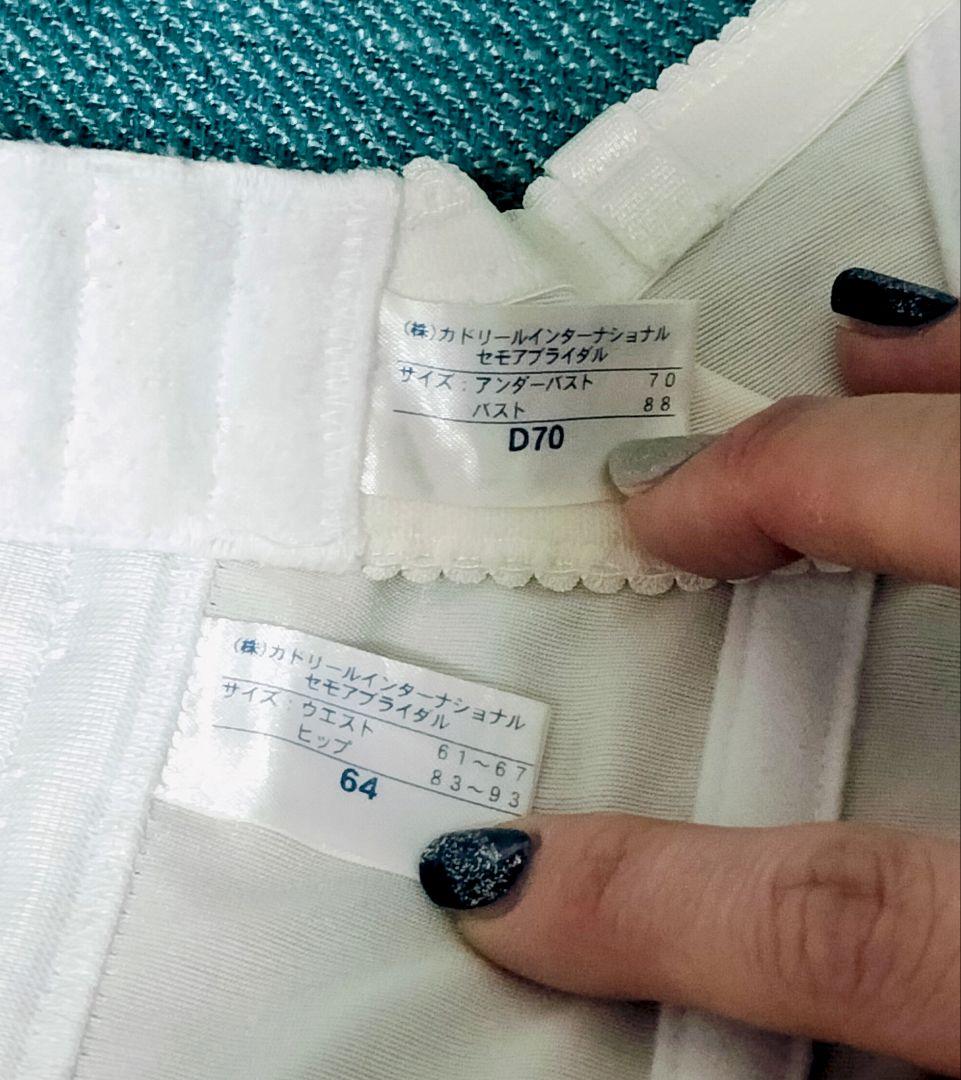 (株)カドリールインターナショナル
セモアブライダル
サイズ：アンダーバスト 70
バスト 88
D70
(株)カドリールインターナショナル
セモアブライダル
サイズ：ウエスト 61～67
ヒップ 83～93
64